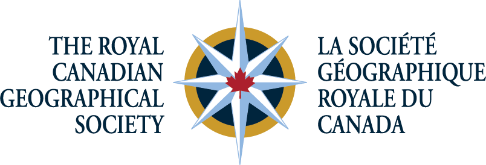 THE ROYAL
CANADIAN
GEOGRAPHICAL
SOCIETY
LA SOCIÉTÉ
GÉOGRAPHIQUE
ROYALE DU
CANADA